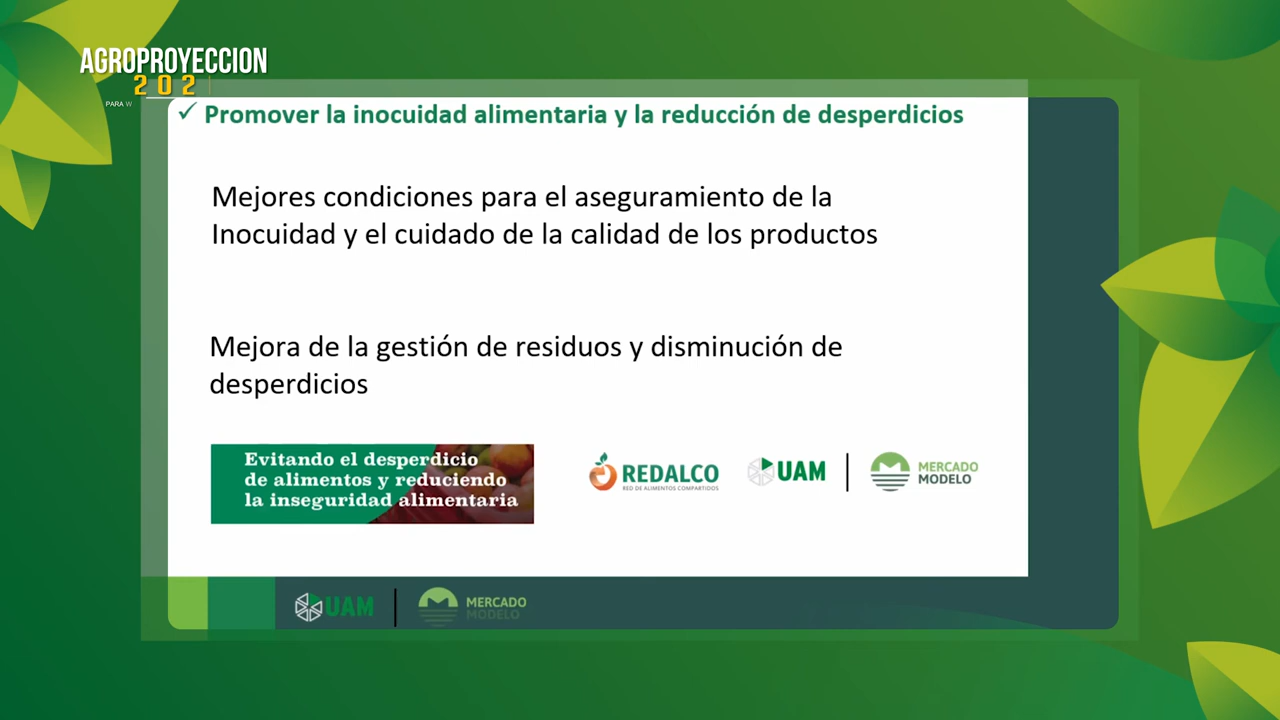 AGROPROYECCION
202
PARA W
✓ Promover la inocuidad alimentaria y la reducción de desperdicios
Mejores condiciones para el aseguramiento de la
Inocuidad y el cuidado de la calidad de los productos
Mejora de la gestión de residuos y disminución de
desperdicios
Evitando el desperdicio
de alimentos y reduciendo
la inseguridad alimentaria
REDALCO
RED DE ALIMENTOS COMPARTIDOS
UAM
MERCADO
MODELO
UAM
MERCADO
MODELO